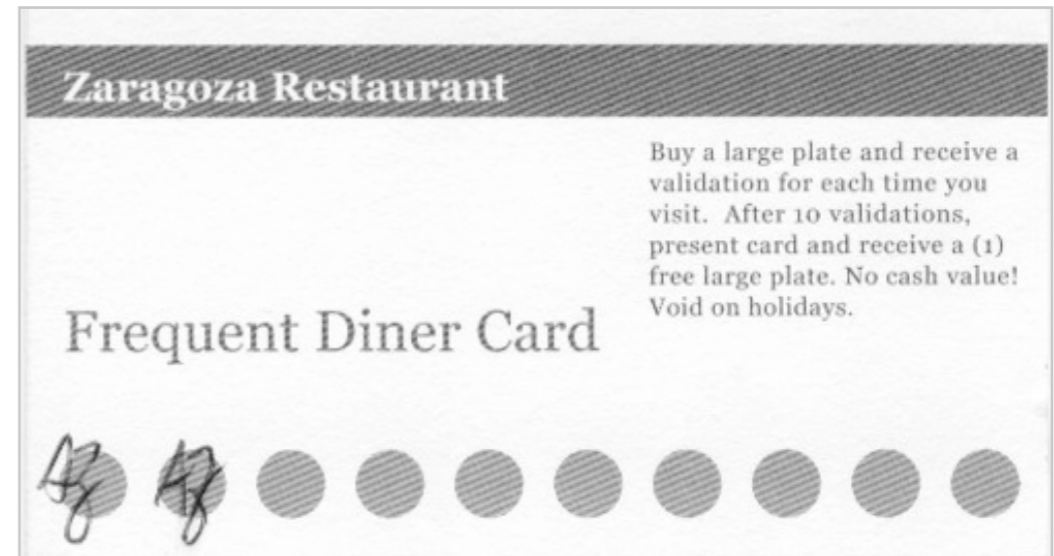 Zaragoza Restaurant
Buy a large plate and receive a
validation for each time you
visit. After 10 validations,
present card and receive a (1)
free large plate. No cash value!
Void on holidays.
Frequent Diner Card